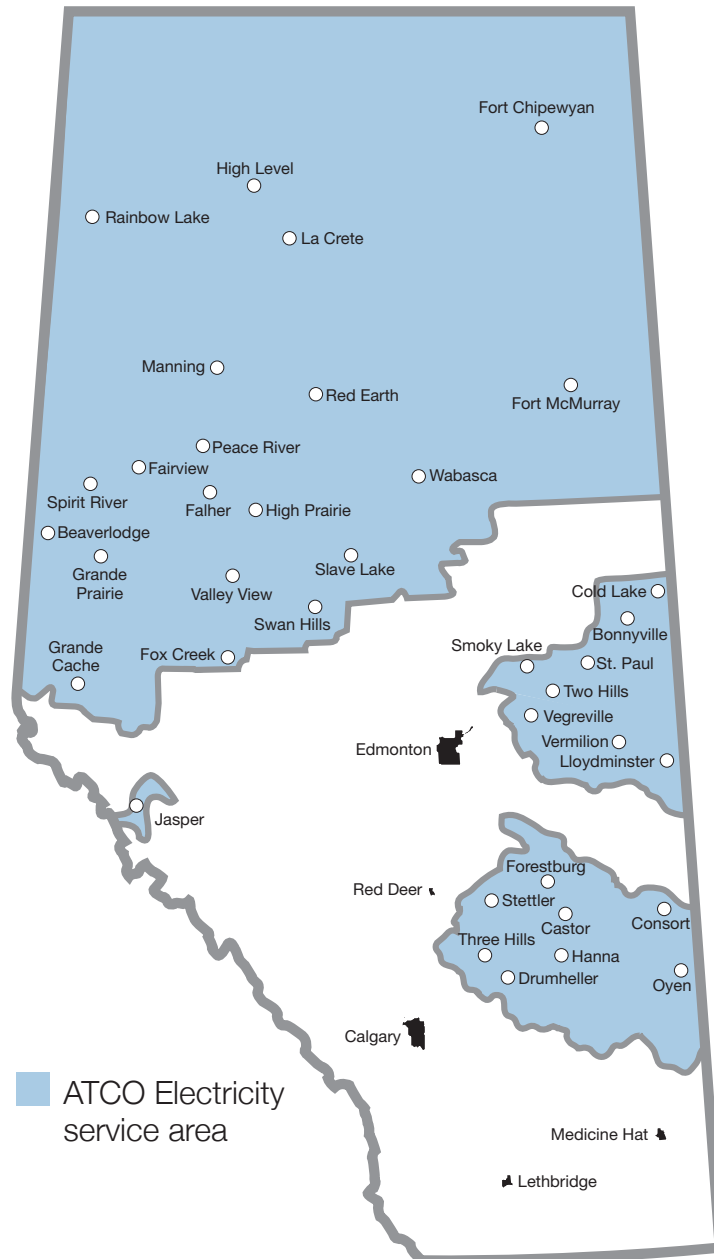 Fort Chipewyan
High Level
Rainbow Lake
La Crete
Manning
Red Earth
Fort McMurray
Peace River
Fairview
Wabasca
Spirit River
Falher
High Prairie
Beaverlodge
Grande
Prairie
Valley View
Slave Lake
Swan Hills
Cold Lake
Bonnyville
Grande
Cache
Fox Creek
Smoky Lake
St. Paul
Two Hills
Vegreville
Edmonton
Vermilion
Lloydminster
Jasper
Forestburg
Red Deer
Stettler
Castor
Consort
Three Hills
Hanna
Drumheller
Oyen
Calgary
ATCO Electricity
service area
Medicine Hat
Lethbridge